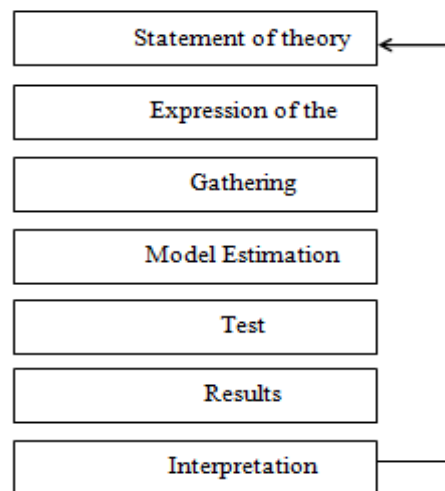 Statement of theory
Expression of the
Gathering
Model Estimation
Test
Results
Interpretation